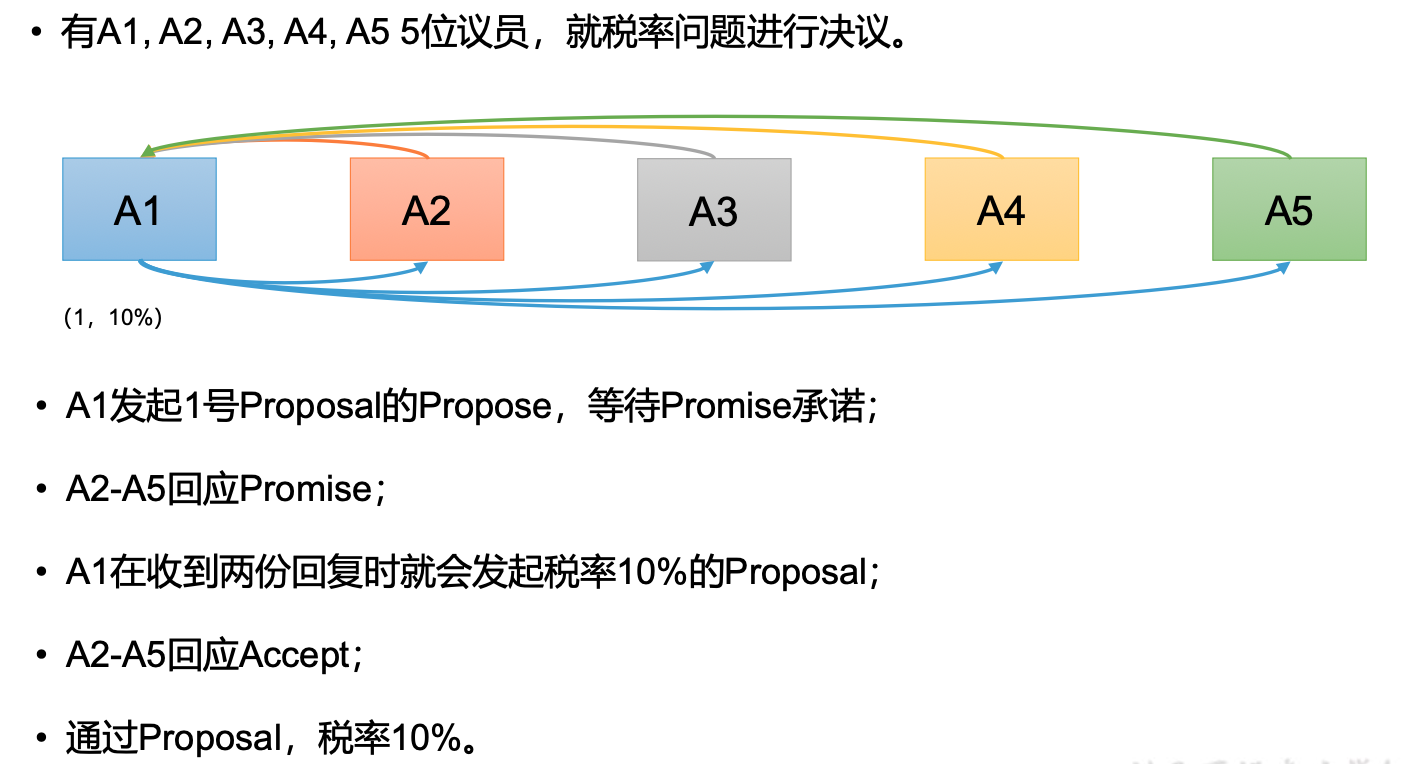 • 有A1, A2, A3, A4, A5 5位议员，就税率问题进行决议。
A1 A2 A3 A4 A5
(1，10%)
• A1发起1号Proposal的Propose，等待Promise承诺；
• A2-A5回应Promise；
• A1在收到两份回复时就会发起税率10%的Proposal；
• A2-A5回应Accept；
• 通过Proposal，税率10%。